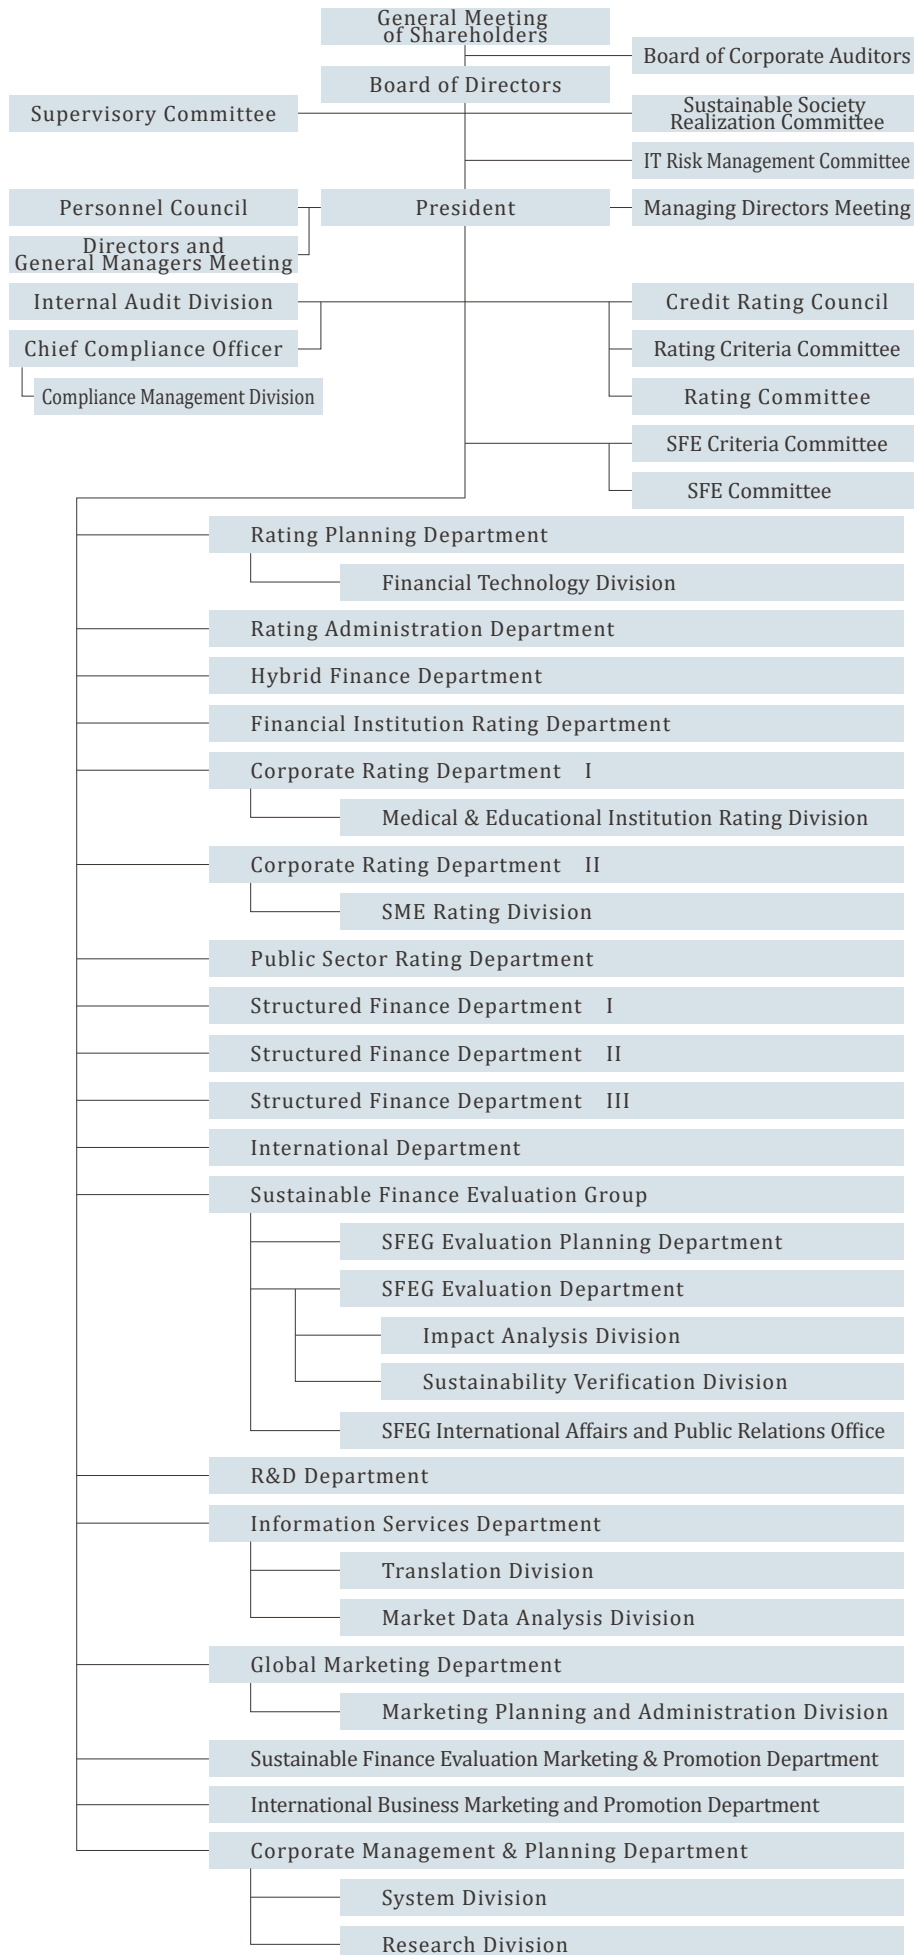 General Meeting
of Shareholders
Board of Corporate Auditors
Board of Directors
Supervisory Committee
Sustainable Society
Realization Committee
IT Risk Management Committee
Personnel Council
President
Managing Directors Meeting
Directors and
General Managers Meeting
Internal Audit Division
Credit Rating Council
Chief Compliance Officer
Rating Criteria Committee
Compliance Management Division
Rating Committee
SFE Criteria Committee
SFE Committee
Rating Planning Department
Financial Technology Division
Rating Administration Department
Hybrid Finance Department
Financial Institution Rating Department
Corporate Rating Department I
Medical & Educational Institution Rating Division
Corporate Rating Department II
SME Rating Division
Public Sector Rating Department
Structured Finance Department I
Structured Finance Department II
Structured Finance Department III
International Department
Sustainable Finance Evaluation Group
SFEG Evaluation Planning Department
SFEG Evaluation Department
Impact Analysis Division
Sustainability Verification Division
SFEG International Affairs and Public Relations Office
R&D Department
Information Services Department
Translation Division
Market Data Analysis Division
Global Marketing Department
Marketing Planning and Administration Division
Sustainable Finance Evaluation Marketing & Promotion Department
International Business Marketing and Promotion Department
Corporate Management & Planning Department
System Division
Research Division